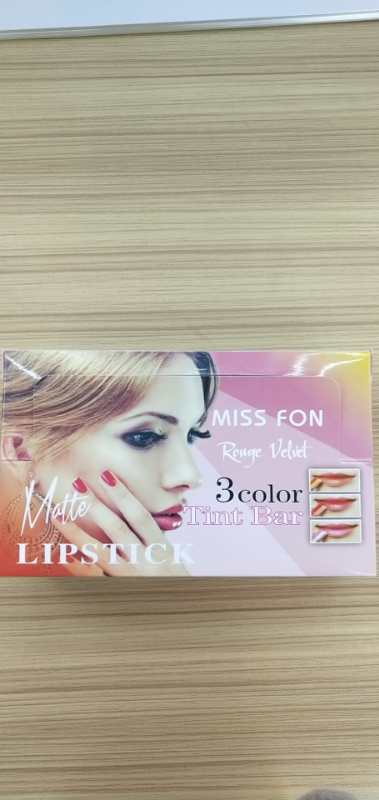 MISS FON
Rouge Velvet
3 color
Tint Bar
Matte
LIPSTICK